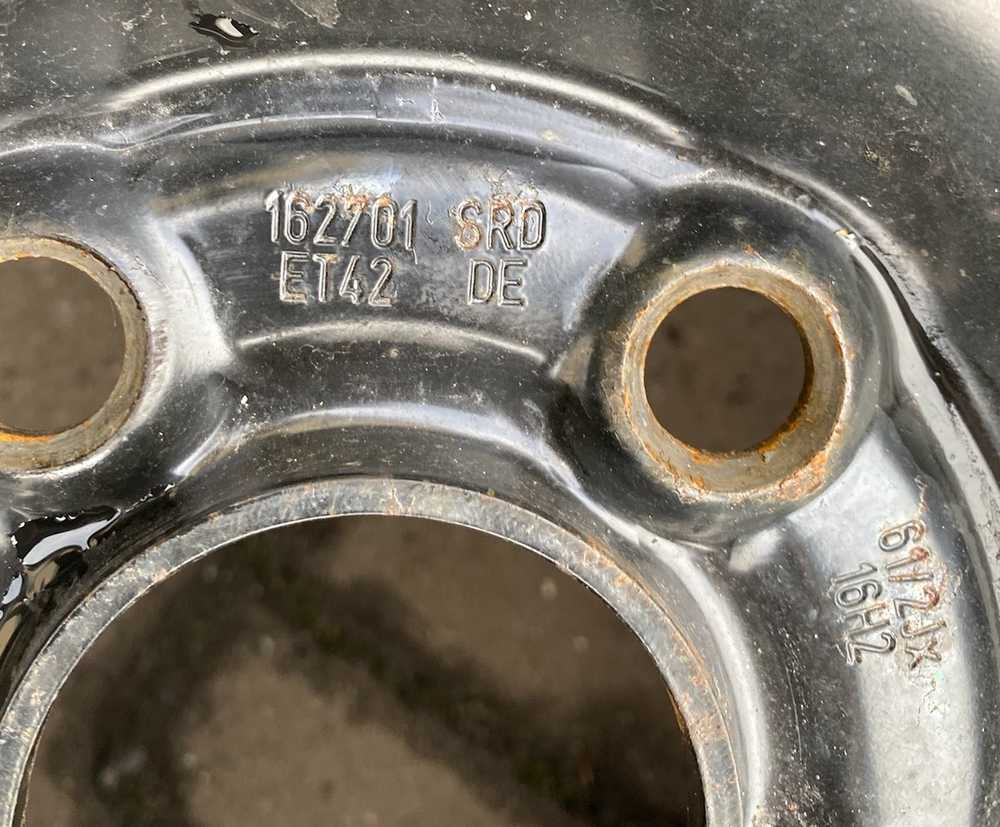 162701 SRD
ET42 DE
61/2Jx
16H2